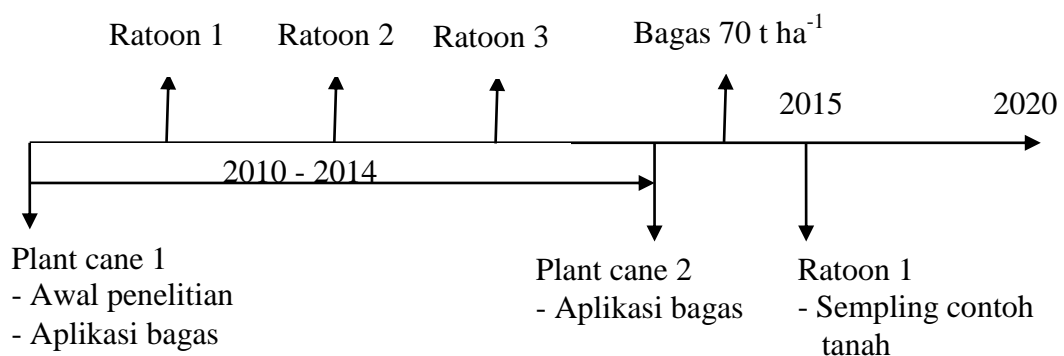 Ratoon 1
Ratoon 2
Ratoon 3
Bagas 70 t ha⁻¹
2015
2020
2010 - 2014
Plant cane 1
- Awal penelitian
- Aplikasi bagas
Plant cane 2
- Aplikasi bagas
Ratoon 1
- Sempling contoh
tanah